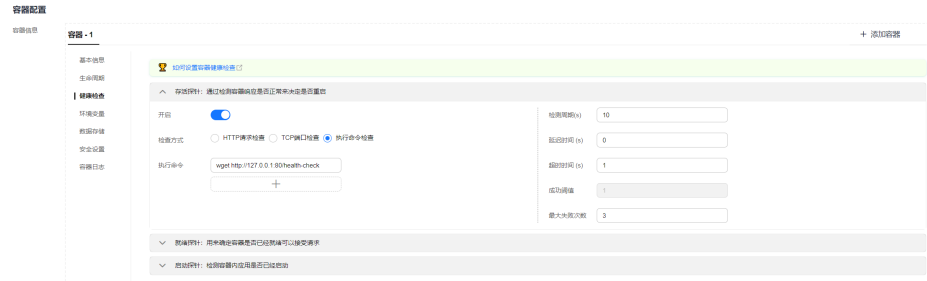 容器配置
容器信息
容器 - 1
+ 添加容器
基本信息
生命周期
健康检查
环境变量
数据存储
安全设置
容器日志
如何设置容器健康检查
存活探针：通过检测容器响应是否正常来决定是否重启
开启
检查方式
HTTP请求检查
TCP端口检查
执行命令检查
执行命令
wget http://127.0.0.1:80/health-check
+
检测周期(s)
10
延迟时间 (s)
0
超时时间 (s)
1
成功阈值
1
最大失败次数
3
就绪探针：用来确定容器是否已经就绪可以接受请求
启动探针：检测容器内应用是否已经启动